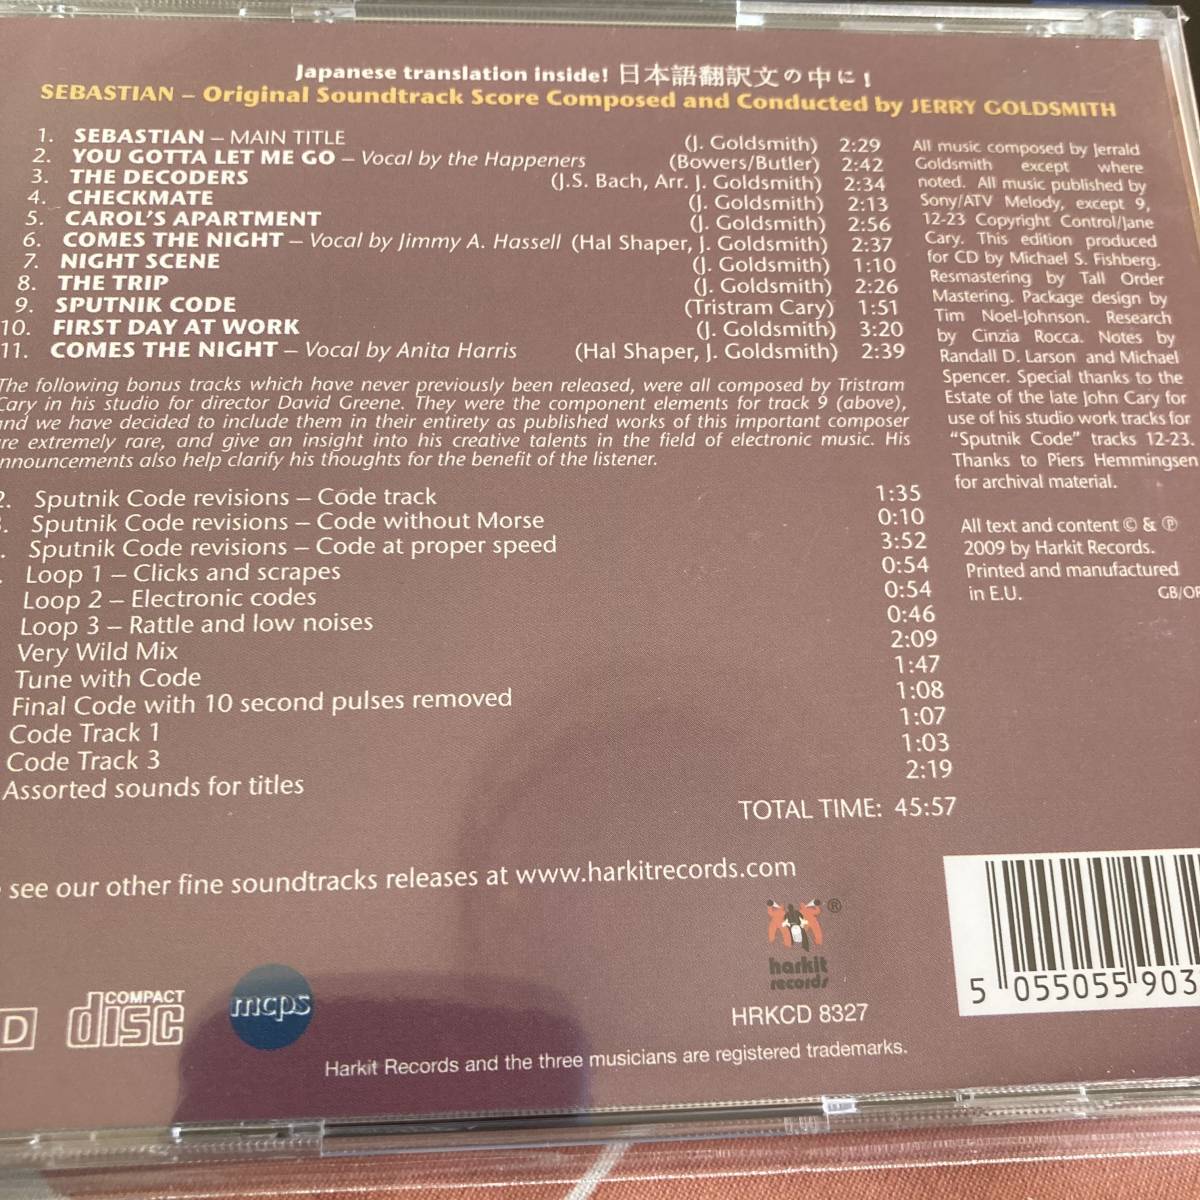 Japanese translation inside! 日本語翻訳文の中に!
SEBASTIAN – Original Soundtrack Score Composed and Conducted by JERRY GOLDSMITH
1. SEBASTIAN – MAIN TITLE (J. Goldsmith) 2:29
2. YOU GOTTA LET ME GO – Vocal by the Happeners (Bowers/Butler) 2:42
3. THE DECODERS (J.S. Bach, Arr. J. Goldsmith) 2:34
4. CHECKMATE (J. Goldsmith) 2:13
5. CAROL'S APARTMENT (J. Goldsmith) 2:56
6. COMES THE NIGHT – Vocal by Jimmy A. Hassell (Hal Shaper, J. Goldsmith) 2:37
7. NIGHT SCENE (J. Goldsmith) 1:10
8. THE TRIP (J. Goldsmith) 2:26
9. SPUTNIK CODE (Tristram Cary) 1:51
10. FIRST DAY AT WORK (J. Goldsmith) 3:20
11. COMES THE NIGHT – Vocal by Anita Harris (Hal Shaper, J. Goldsmith) 2:39
The following bonus tracks which have never previously been released, were all composed by Tristram
Cary in his studio for director David Greene. They were the component elements for track 9 (above),
and we have decided to include them in their entirety as published works of this important composer
re extremely rare, and give an insight into his creative talents in the field of electronic music. His
nnouncements also help clarify his thoughts for the benefit of the listener.
2. Sputnik Code revisions – Code track 1:35
. Sputnik Code revisions – Code without Morse 0:10
. Sputnik Code revisions – Code at proper speed 3:52
. Loop 1 – Clicks and scrapes 0:54
Loop 2 – Electronic codes 0:54
Loop 3 – Rattle and low noises 0:46
Very Wild Mix 2:09
Tune with Code 1:47
Final Code with 10 second pulses removed 1:08
Code Track 1 1:07
Code Track 3 1:03
Assorted sounds for titles 2:19
TOTAL TIME: 45:57
All music composed by Jerrald
Goldsmith except where
noted. All music published by
Sony/ATV Melody, except 9,
12-23 Copyright Control/Jane
Cary. This edition produced
for CD by Michael S. Fishberg.
Resmastering by Tall Order
Mastering. Package design by
Tim Noel-Johnson. Research
by Cinzia Rocca. Notes by
Randall D. Larson and Michael
Spencer. Special thanks to the
Estate of the late John Cary for
use of his studio work tracks for
"Sputnik Code" tracks 12-23.
Thanks to Piers Hemmingsen
for archival material.
All text and content © & ℗
2009 by Harkit Records.
Printed and manufactured
in E.U. GB/OR
see our other fine soundtracks releases at www.harkitrecords.com
®
harkit
records
HRKCD 8327
D
COMPACT
disc
mcps
5 055055 903
Harkit Records and the three musicians are registered trademarks.